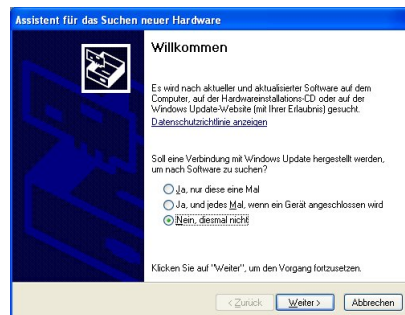 Assistent für das Suchen neuer Hardware
Willkommen
Es wird nach aktueller und aktualisierter Software auf dem
Computer, auf der Hardwareinstallations-CD oder auf der
Windows Update-Website (mit Ihrer Erlaubnis) gesucht.
Datenschutzrichtlinie anzeigen
Soll eine Verbindung mit Windows Update hergestellt werden,
um nach Software zu suchen?
Ja, nur diese eine Mal
Ja, und jedes Mal, wenn ein Gerät angeschlossen wird
Nein, diesmal nicht
Klicken Sie auf "Weiter", um den Vorgang fortzusetzen.
< Zurück Weiter > Abbrechen